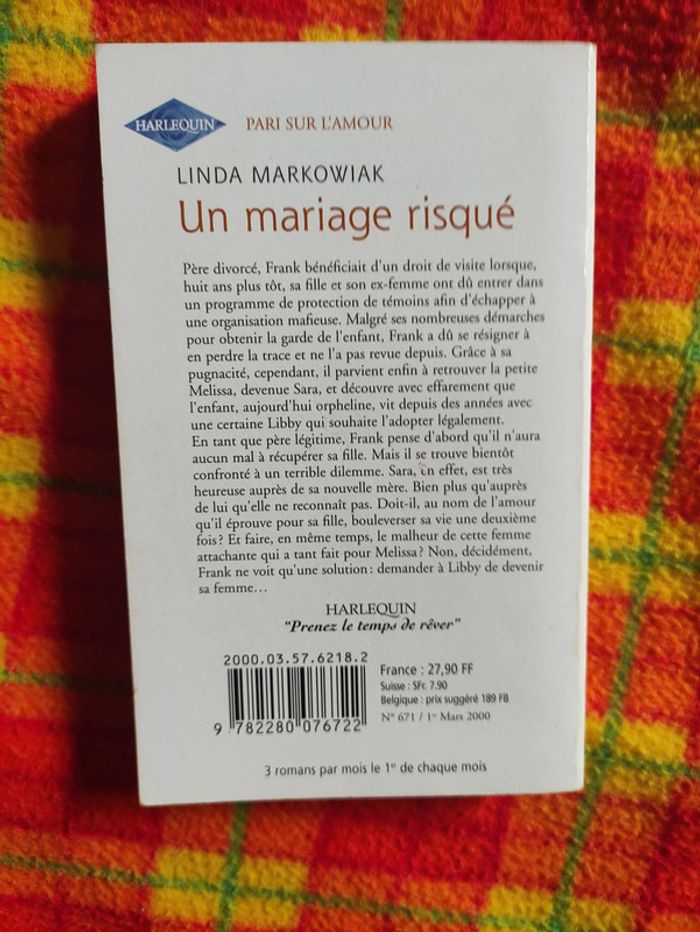 HARLEQUIN
PARI SUR L'AMOUR
LINDA MARKOWIAK
Un mariage risqué
Père divorcé, Frank bénéficiait d'un droit de visite lorsque,
huit ans plus tôt, sa fille et son ex-femme ont dû entrer dans
un programme de protection de témoins afin d'échapper à
une organisation mafieuse. Malgré ses nombreuses démarches
pour obtenir la garde de l'enfant, Frank a dû se résigner à
en perdre la trace et ne l'a pas revue depuis. Grâce à sa
pugnacité, cependant, il parvient enfin à retrouver la petite
Melissa, devenue Sara, et découvre avec effarement que
l'enfant, aujourd'hui orpheline, vit depuis des années avec
une certaine Libby qui souhaite l'adopter légalement.
En tant que père légitime, Frank pense d'abord qu'il n'aura
aucun mal à récupérer sa fille. Mais il se trouve bientôt
confronté à un terrible dilemme. Sara, en effet, est très
heureuse auprès de sa nouvelle mère. Bien plus qu'auprès
de lui qu'elle ne reconnaît pas. Doit-il, au nom de l'amour
qu'il éprouve pour sa fille, bouleverser sa vie une deuxième
fois ? Et faire, en même temps, le malheur de cette femme
attachante qui a tant fait pour Melissa ? Non, décidément,
Frank ne voit qu'une solution : demander à Libby de devenir
sa femme…
HARLEQUIN
"Prenez le temps de rêver"
2000.03.57.6218.2
9 782280 076722
France : 27,90 FF
Suisse : SFr. 7.90
Belgique : prix suggéré 189 FB
N° 671 / 1er Mars 2000
3 romans par mois le 1er de chaque mois